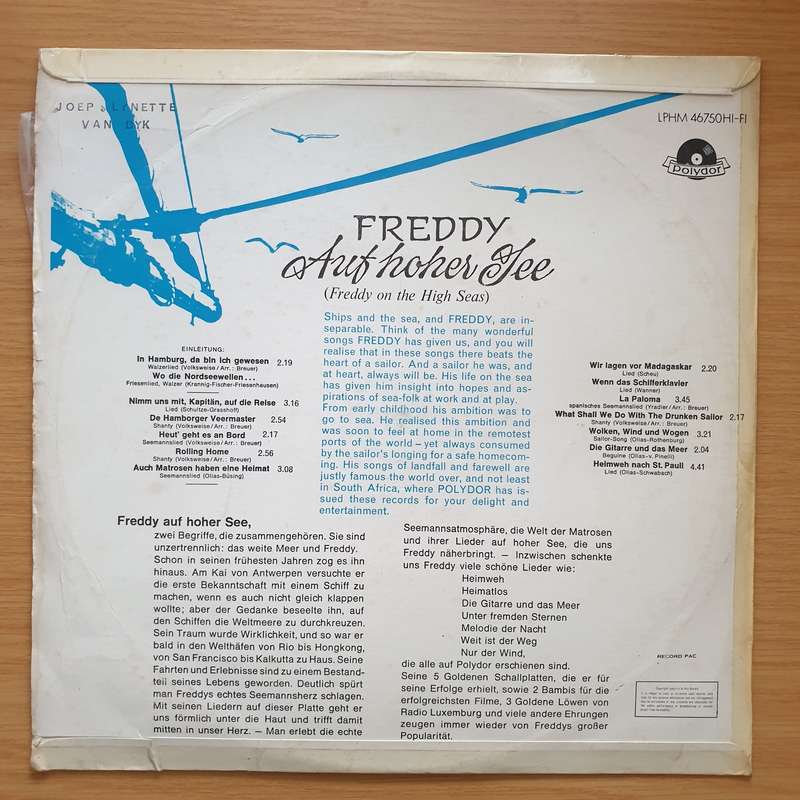 JOEP & LYNETTE
VAN DYK
LPHM 46750 HI-FI
polydor
FREDDY
Auf hoher See
(Freddy on the High Seas)
Ships and the sea, and FREDDY, are in-
separable. Think of the many wonderful
songs FREDDY has given us, and you will
realise that in these songs there beats the
heart of a sailor. And a sailor he was, and
at heart, always will be. His life on the sea
has given him insight into hopes and as-
pirations of sea-folk at work and at play.
From early childhood his ambition was to
go to sea. He realised this ambition and
was soon to feel at home in the remotest
ports of the world – yet always consumed
by the sailor's longing for a safe homecom-
ing. His songs of landfall and farewell are
justly famous the world over, and not least
in South Africa, where POLYDOR has is-
sued these records for your delight and
entertainment.
EINLEITUNG:
In Hamburg, da bin ich gewesen 2.19
Walzerlied (Volksweise/Arr.: Breuer)
Wo die Nordseewellen...
Friesenlied, Walzer (Krannig-Fischer-Friesenhausen)
Nimm uns mit, Kapitän, auf die Reise 3.16
Lied (Schultze-Grasshoff)
De Hamborger Veermaster 2.54
Shanty (Volksweise/Arr.: Breuer)
Heut' geht es an Bord 2.17
Seemannslied (Volksweise/Arr.: Breuer)
Rolling Home 2.56
Shanty (Volksweise/Arr.: Breuer)
Auch Matrosen haben eine Heimat 3.08
Seemannslied (Olias-Büsing)
Wir lagen vor Madagaskar 2.20
Lied (Scheu)
Wenn das Schifferklavier
Lied (Wanner)
La Paloma 3.45
spanisches Seemannslied (Yradier/Arr.: Breuer)
What Shall We Do With The Drunken Sailor 2.17
Shanty (Volksweise/Arr.: Breuer)
Wolken, Wind und Wogen 3.21
Sailor-Song (Olias-Rothenburg)
Die Gitarre und das Meer 2.04
Beguine (Olias-v. Pinelli)
Heimweh nach St. Pauli 4.41
Lied (Olias-Schwabach)
Freddy auf hoher See,
zwei Begriffe, die zusammengehören. Sie sind
unzertrennlich: das weite Meer und Freddy.
Schon in seinen frühesten Jahren zog es ihn
hinaus. Am Kai von Antwerpen versuchte er
die erste Bekanntschaft mit einem Schiff zu
machen, wenn es auch nicht gleich klappen
wollte; aber der Gedanke beseelte ihn, auf
den Schiffen die Weltmeere zu durchkreuzen.
Sein Traum wurde Wirklichkeit, und so war er
bald in den Welthäfen von Rio bis Hongkong,
von San Francisco bis Kalkutta zu Haus. Seine
Fahrten und Erlebnisse sind zu einem Bestand-
teil seines Lebens geworden. Deutlich spürt
man Freddys echtes Seemannsherz schlagen.
Mit seinen Liedern auf dieser Platte geht er
uns förmlich unter die Haut und trifft damit
mitten in unser Herz. – Man erlebt die echte
Seemannsatmosphäre, die Welt der Matrosen
und ihrer Lieder auf hoher See, die uns
Freddy näherbringt. – Inzwischen schenkte
uns Freddy viele schöne Lieder wie:
Heimweh
Heimatlos
Die Gitarre und das Meer
Unter fremden Sternen
Melodie der Nacht
Weit ist der Weg
Nur der Wind,
die alle auf Polydor erschienen sind.
Seine 5 Goldenen Schallplatten, die er für
seine Erfolge erhielt, sowie 2 Bambis für die
erfolgreichsten Filme, 3 Goldene Löwen von
Radio Luxemburg und viele andere Ehrungen
zeugen immer wieder von Freddys großer
Popularität.
RECORD PAC